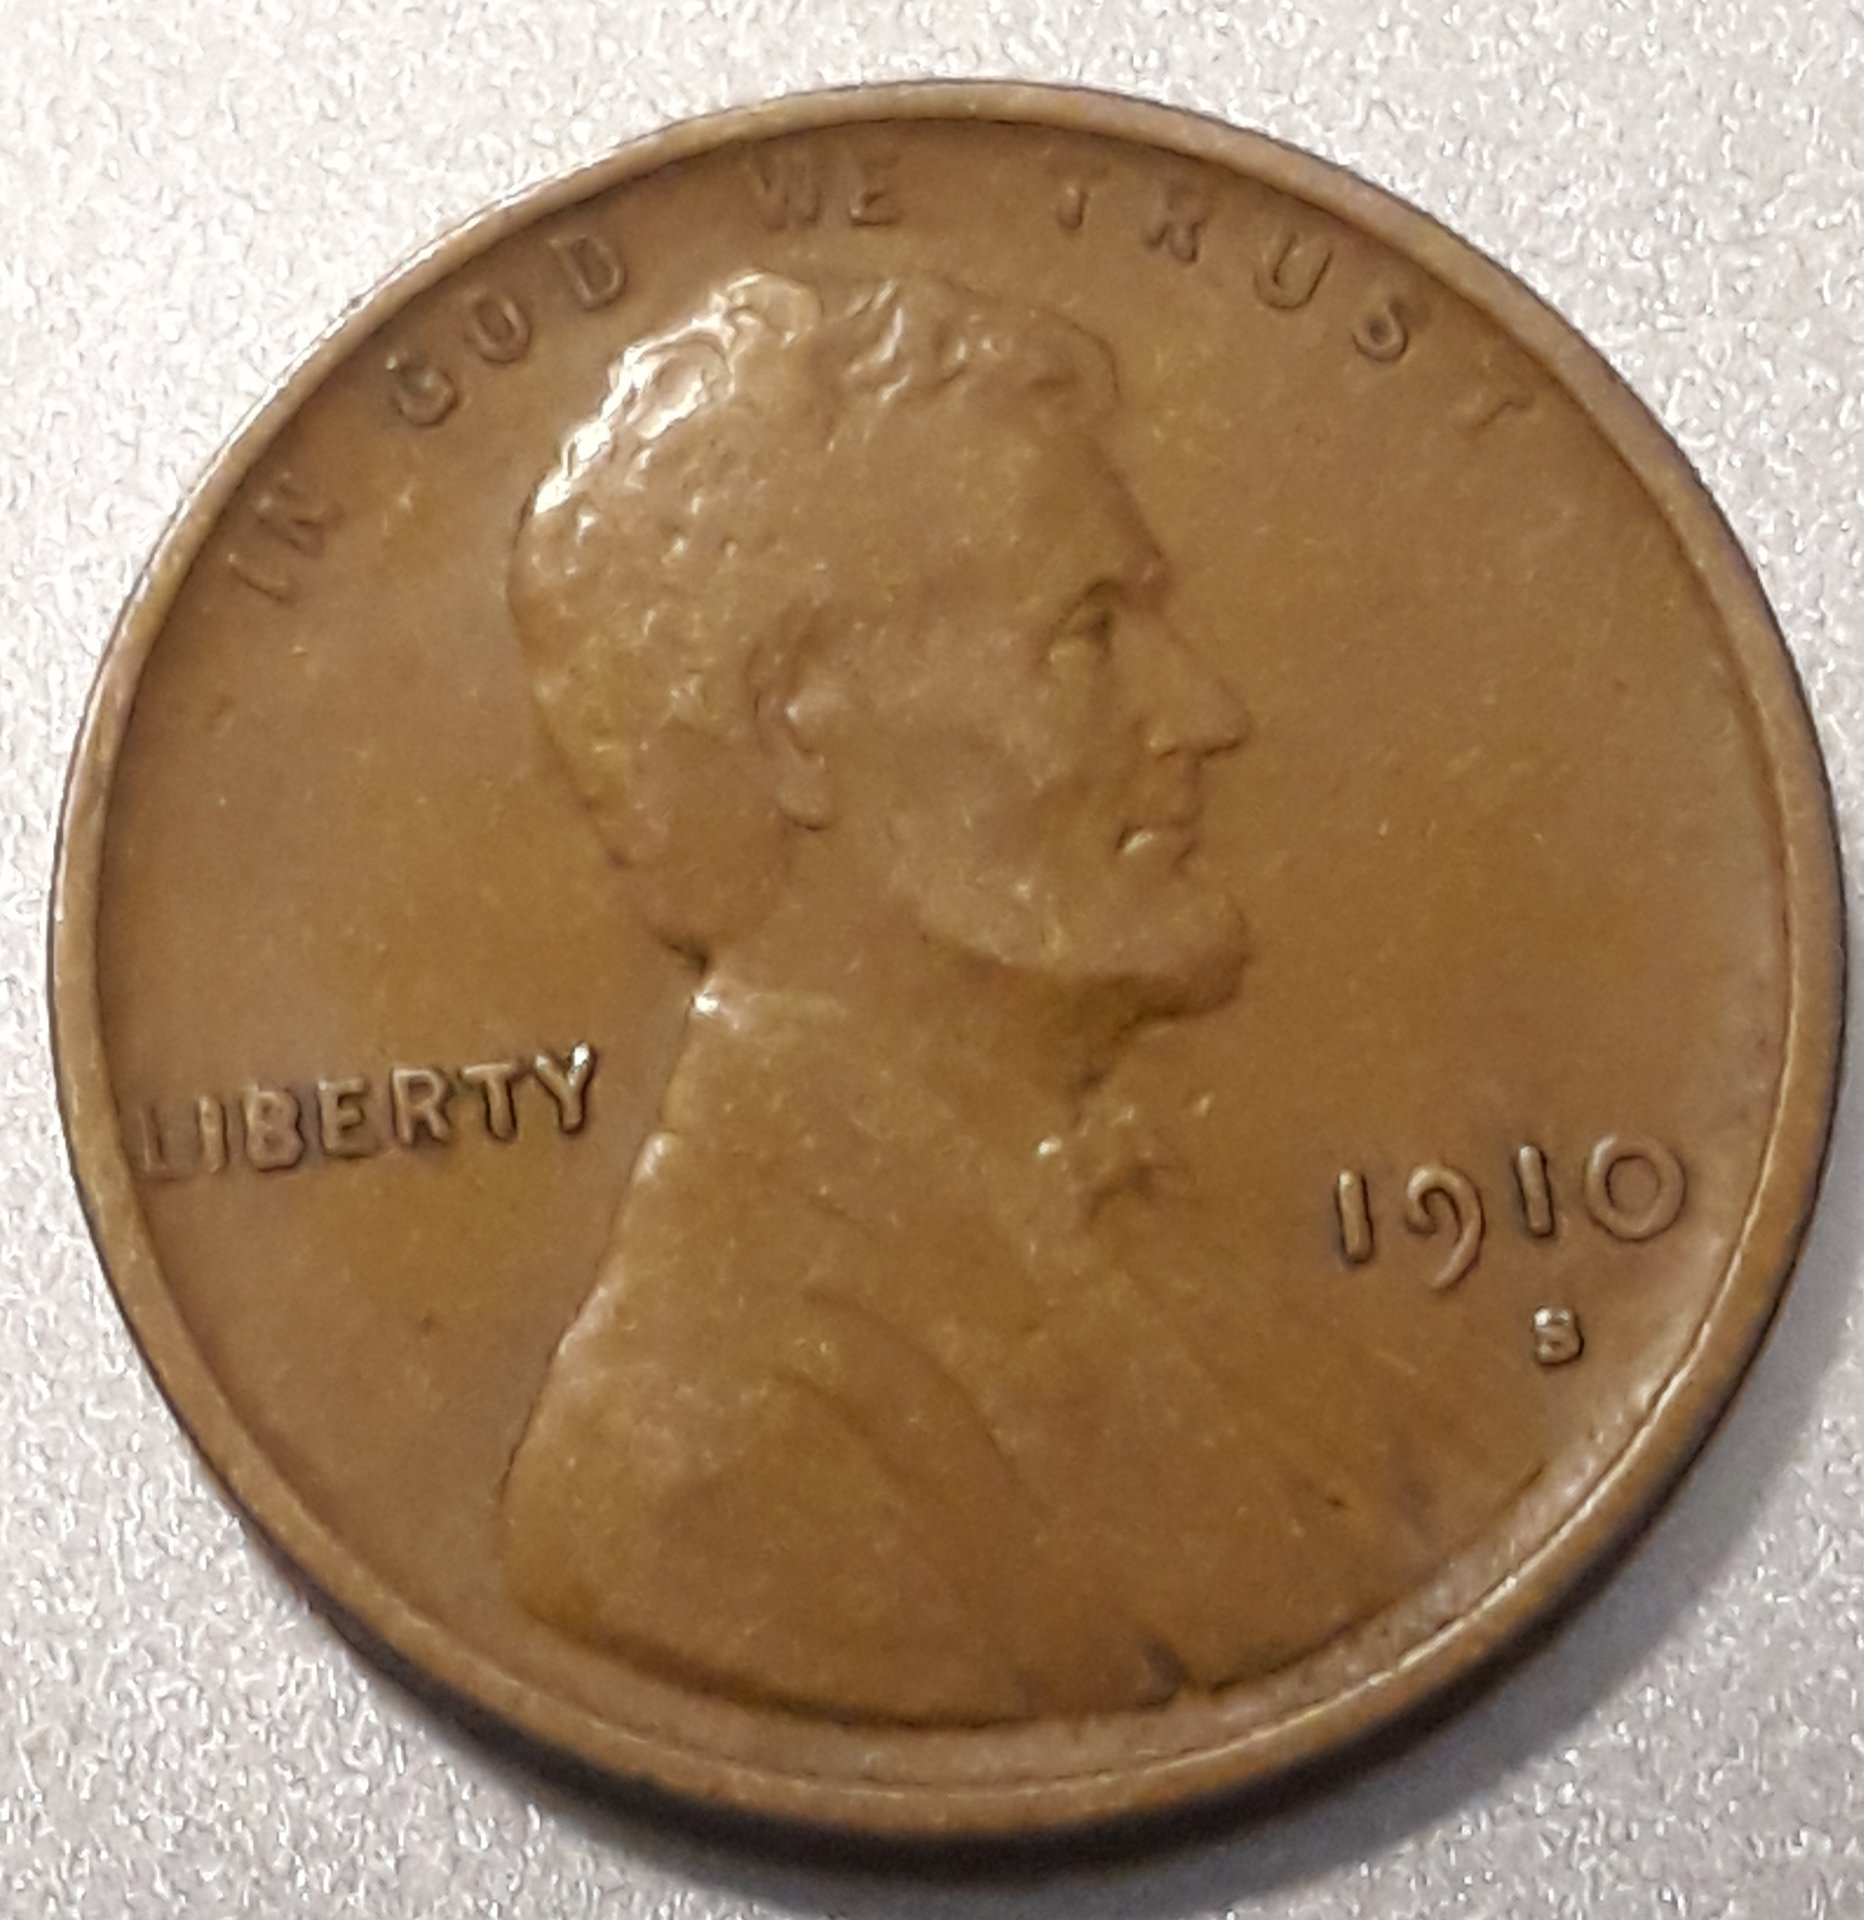 IN GOD WE TRUST
LIBERTY
1910
S